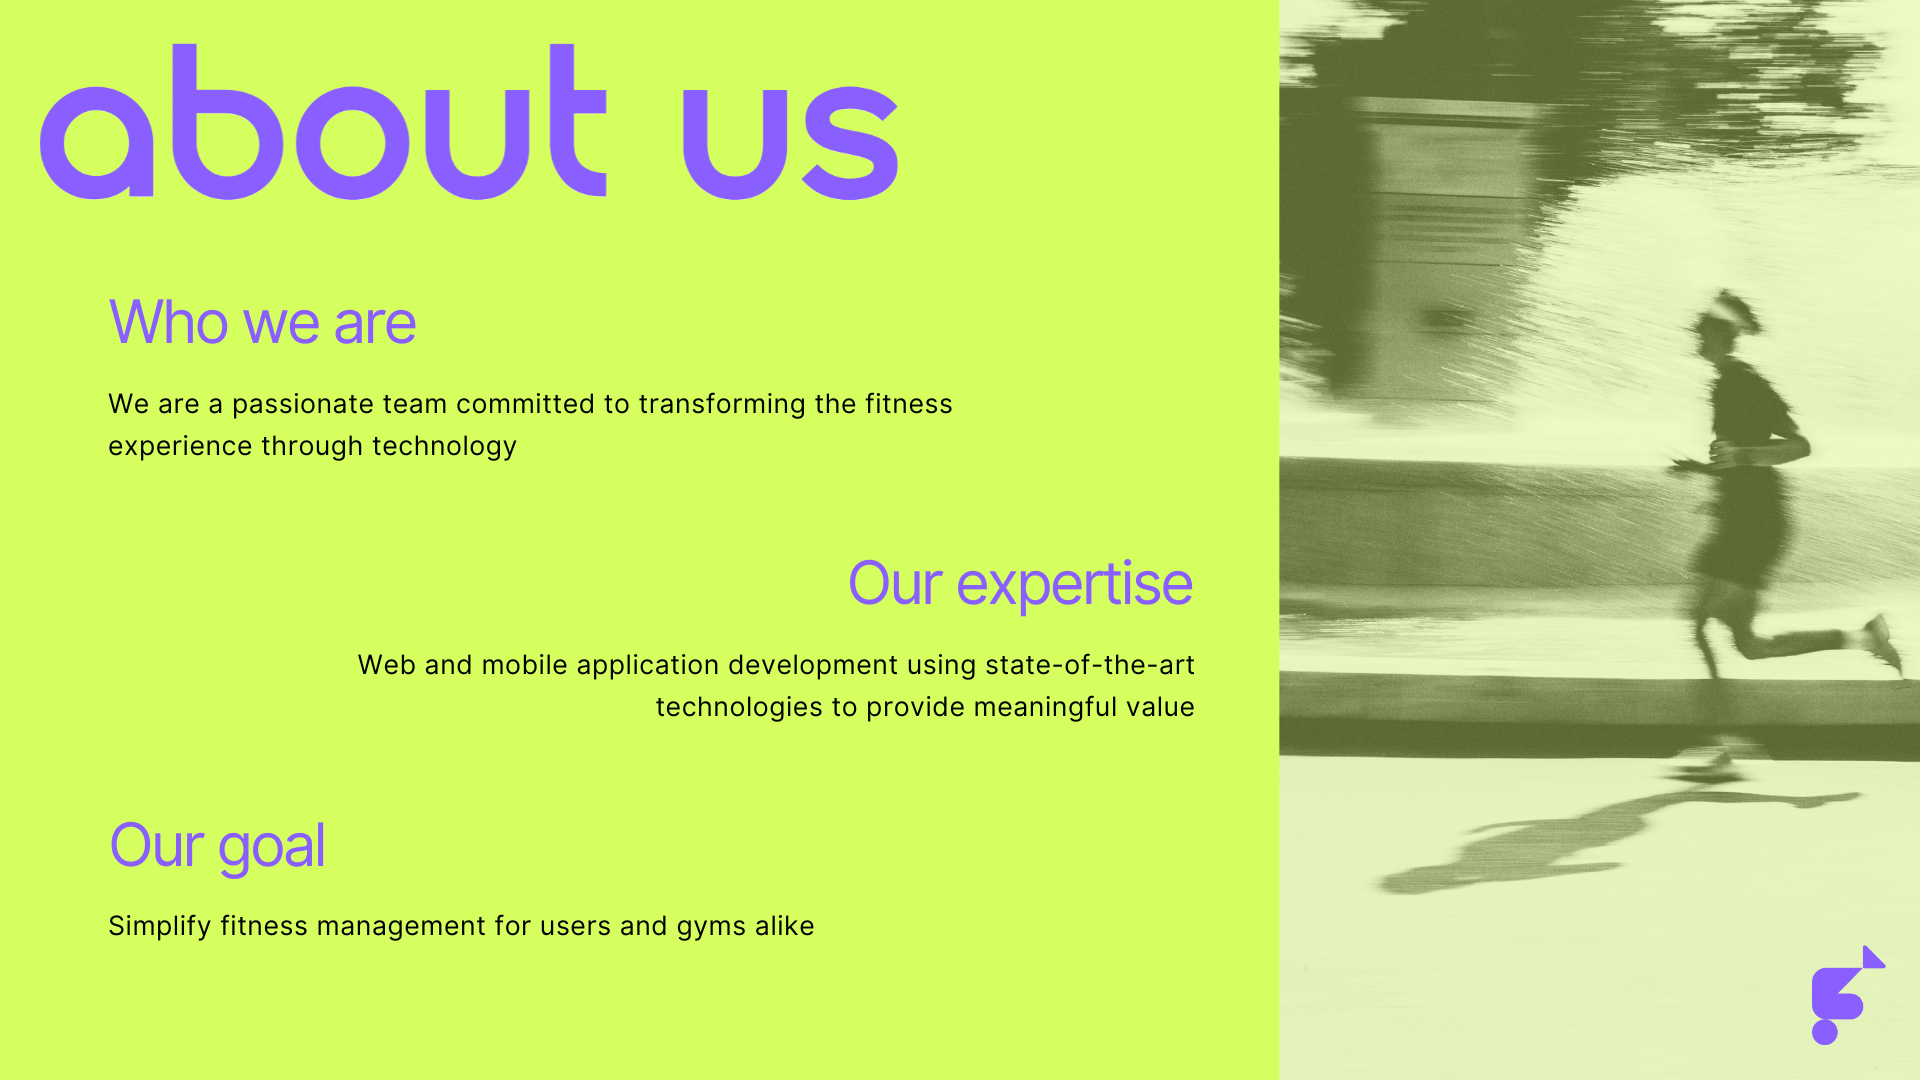 about us
Who we are
We are a passionate team committed to transforming the fitness
experience through technology
Our expertise
Web and mobile application development using state-of-the-art
technologies to provide meaningful value
Our goal
Simplify fitness management for users and gyms alike